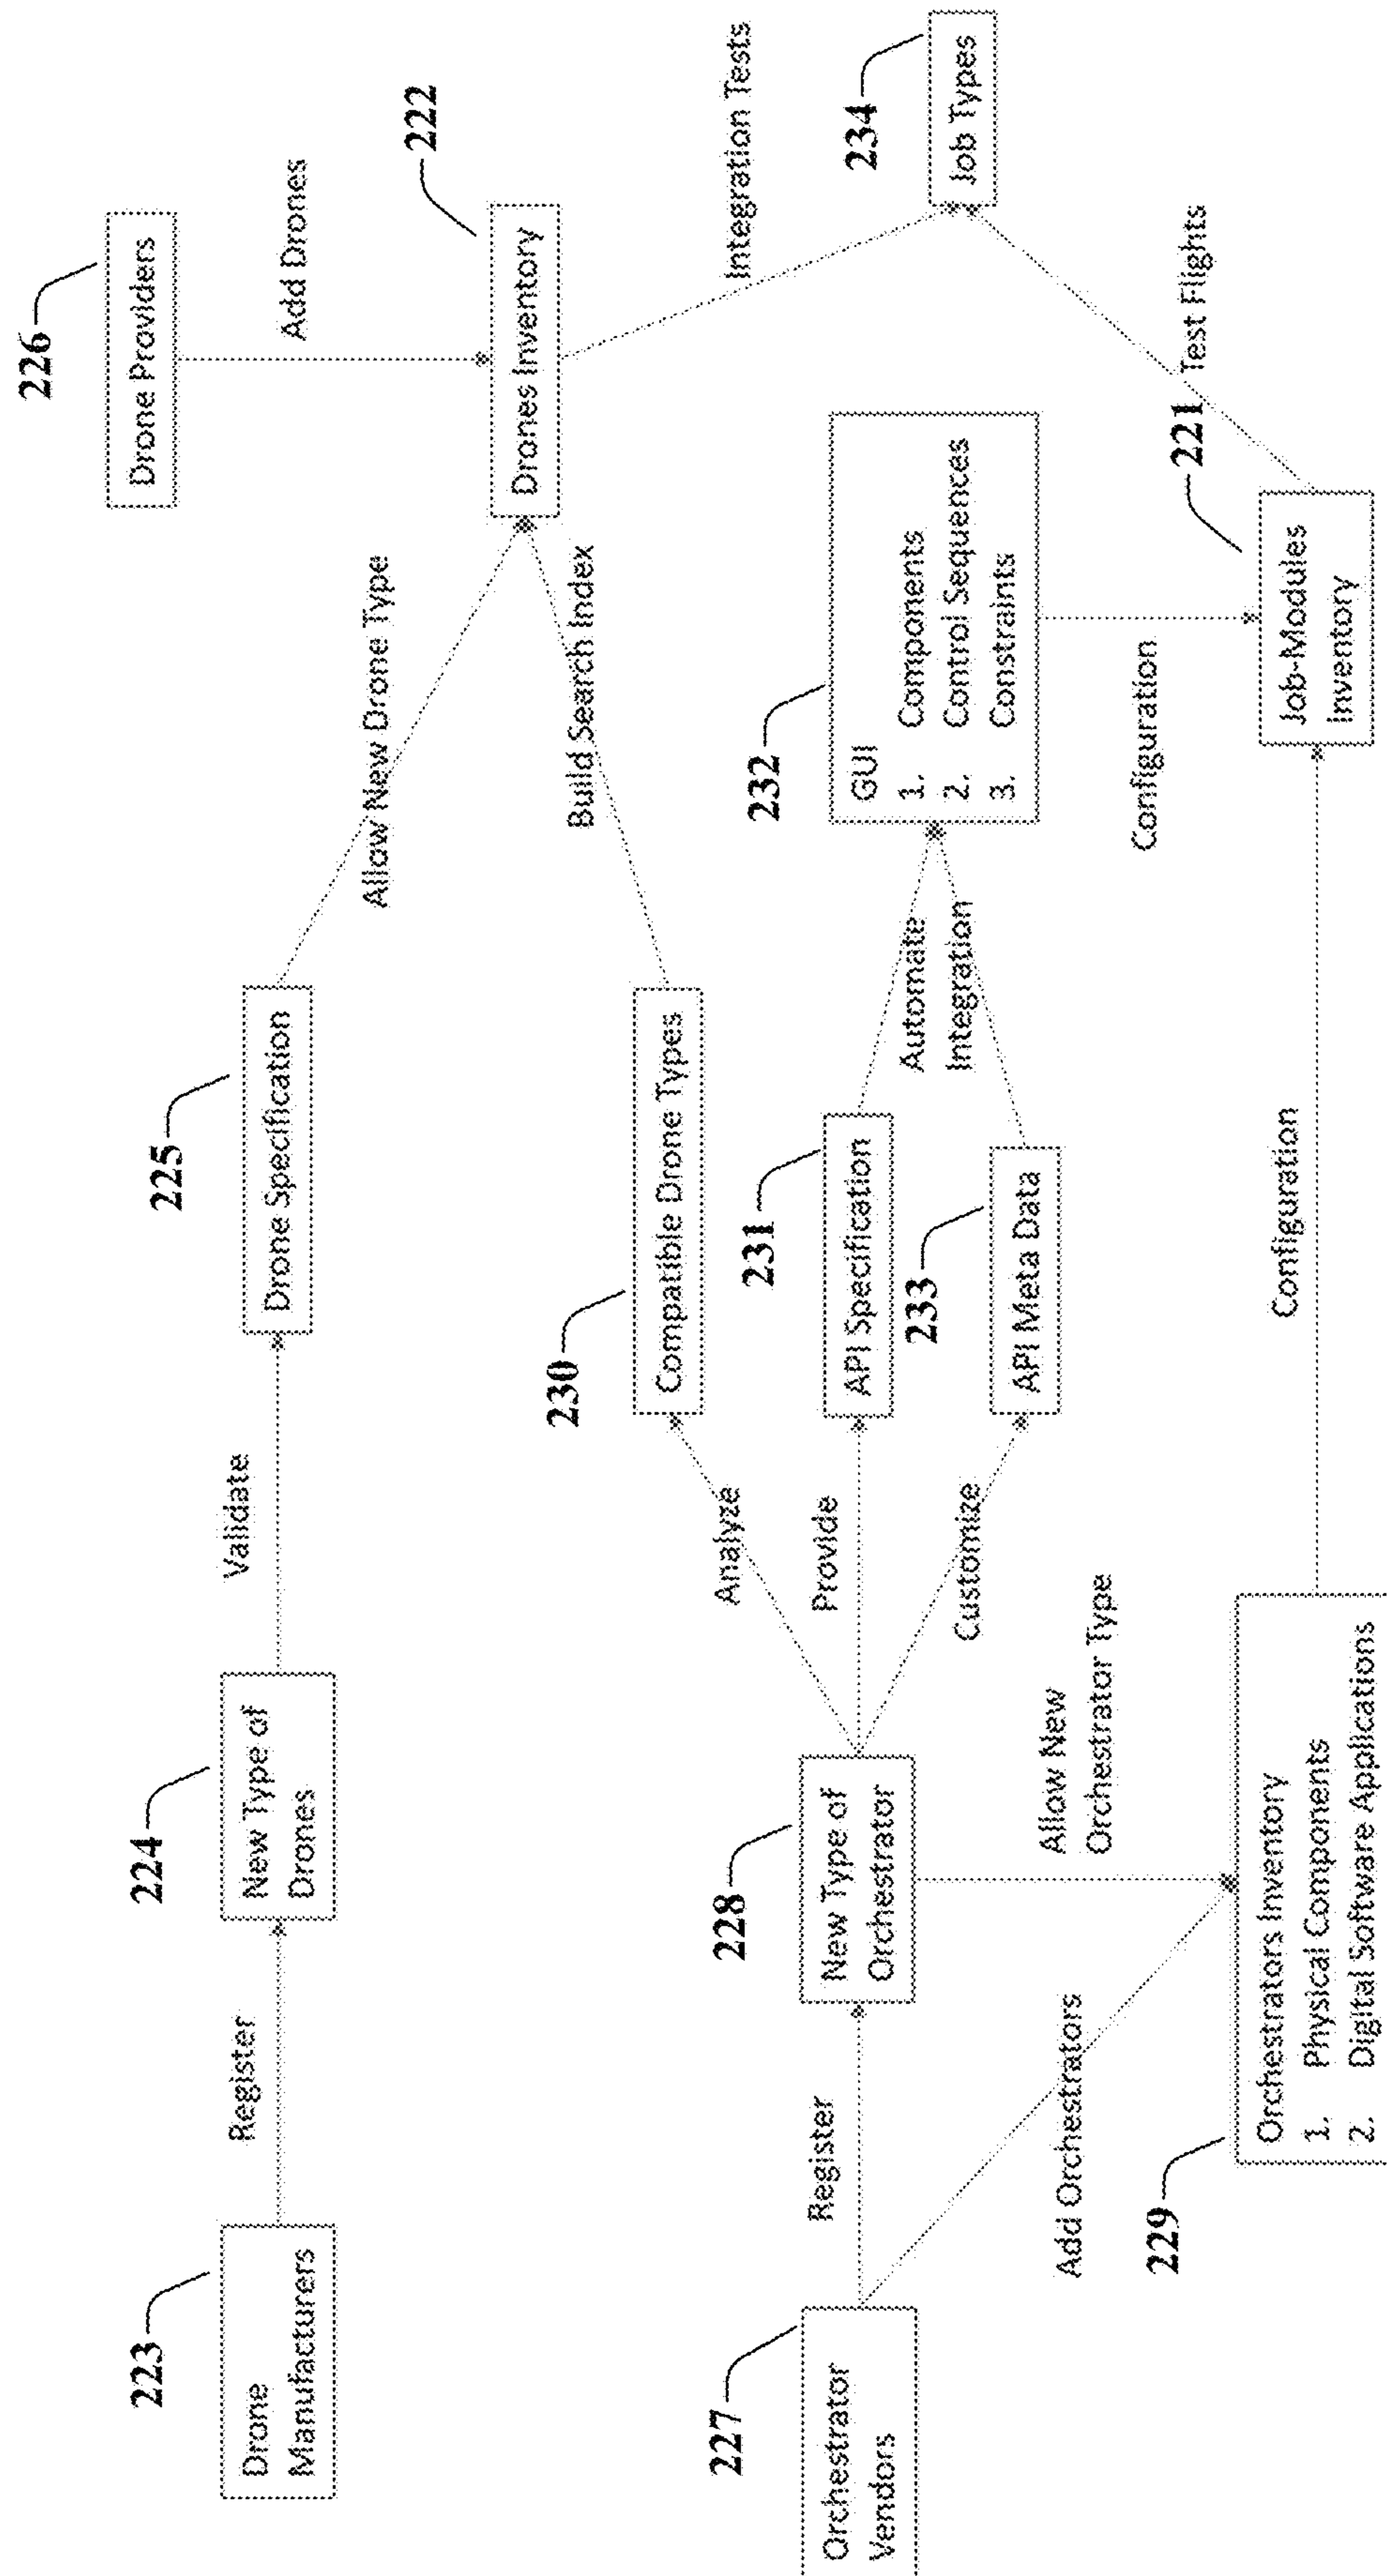 226
Drone Providers
Add Drones
222
Drones Inventory
225
Drone Specification
Allow New Drone Type
224
New Type of
Drones
Validate
223
Drone
Manufacturers
Register
230
Compatible Drone Types
Build Search Index
Integration Tests
234
Job Types
Analyze
231
API Specification
Provide
Automate
Integration
232
GUI
1. Components
2. Control Sequences
3. Constraints
233
API Meta Data
Customize
228
New Type of
Orchestrator
Register
227
Orchestrator
Vendors
Allow New
Orchestrator Type
Add Orchestrators
Configuration
221
Test Flights
Job-Modules
Inventory
Configuration
229
Orchestrators Inventory
1. Physical Components
2. Digital Software Applications